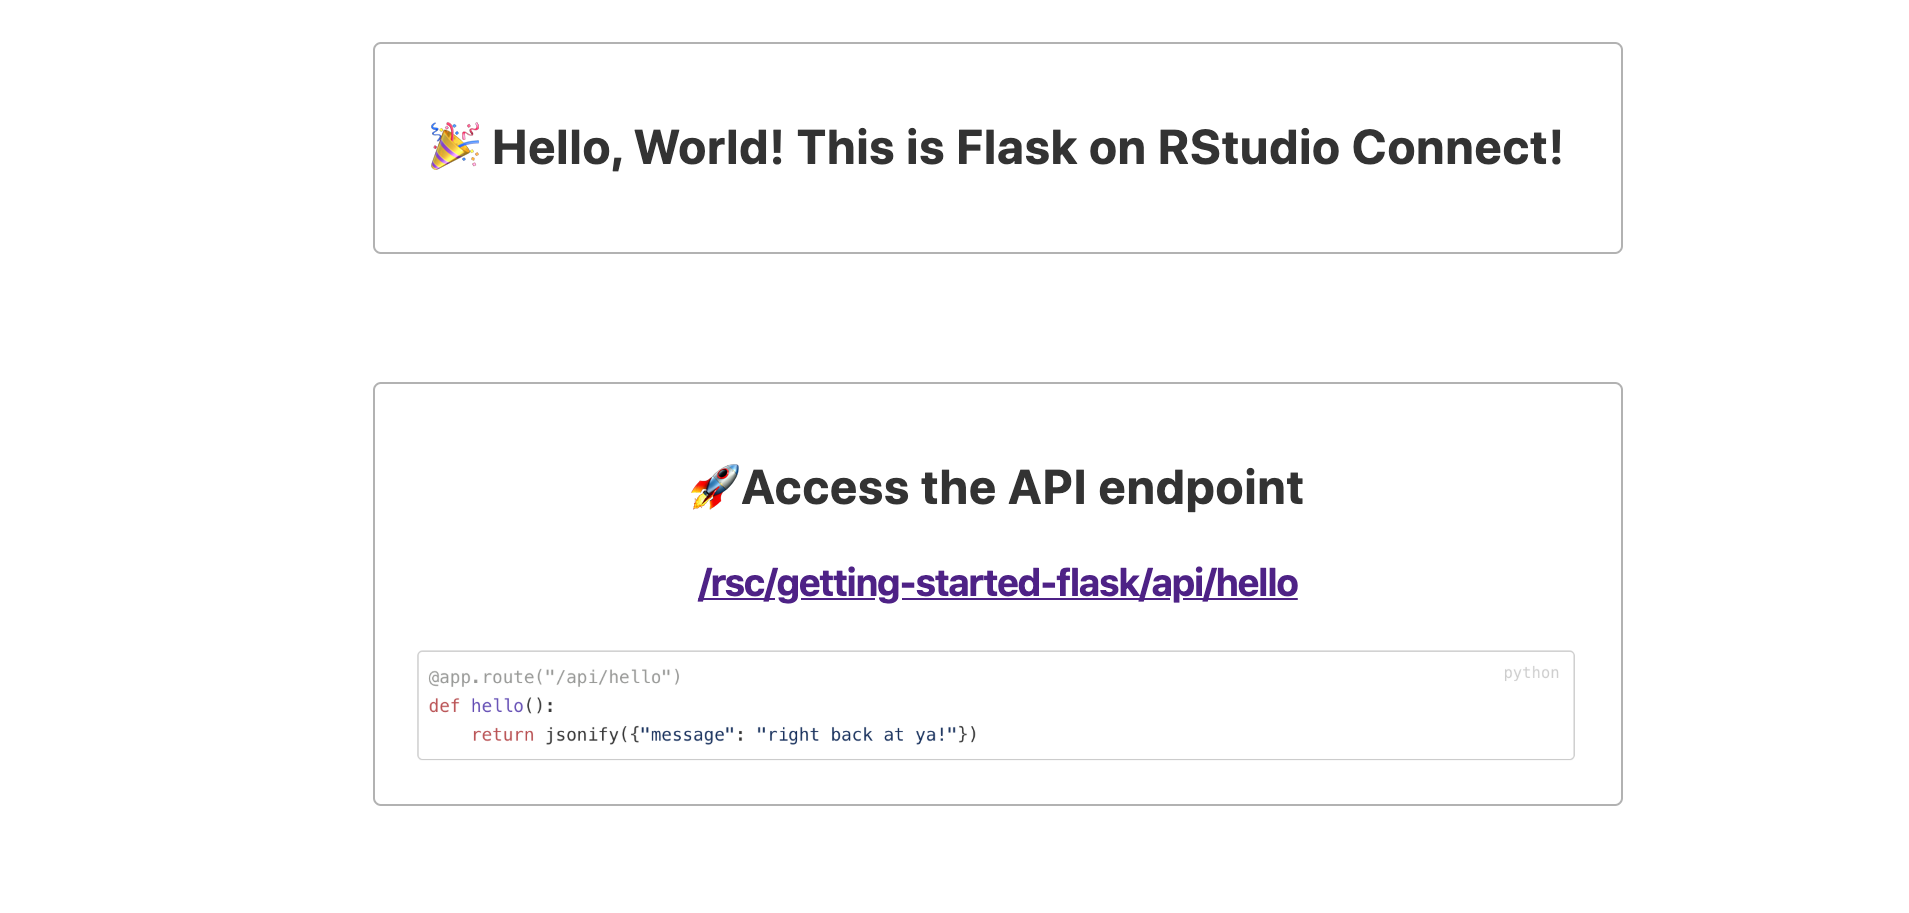 🎉 Hello, World! This is Flask on RStudio Connect!
🚀Access the API endpoint
/rsc/getting-started-flask/api/hello
python
@app.route("/api/hello")
def hello():
    return jsonify({"message": "right back at ya!"})